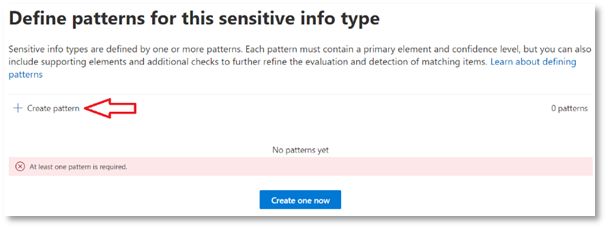 Define patterns for this sensitive info type
Sensitive info types are defined by one or more patterns. Each pattern must contain a primary element and confidence level, but you can also
include supporting elements and additional checks to further refine the evaluation and detection of matching items. Learn about defining
patterns
Create pattern
0 patterns
No patterns yet
At least one pattern is required.
Create one now